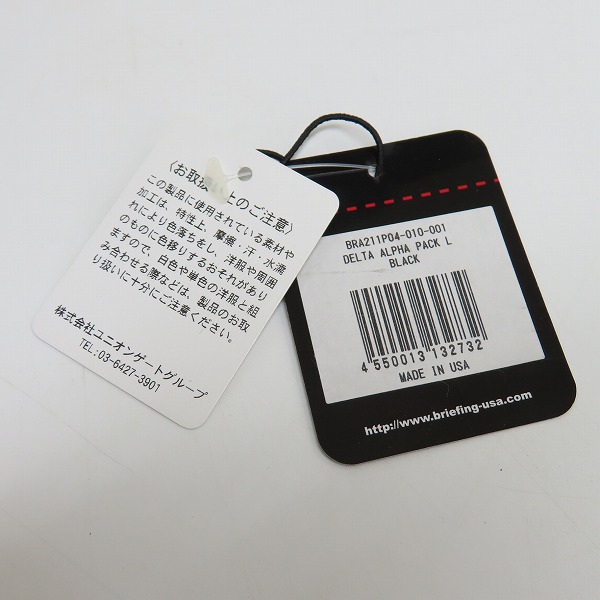 〈お取扱い上のご注意〉
この製品に使用されている素材や
加工は、特性上、摩擦、汗、水濡
れにより色落ちをし、洋服や周囲
のものに色移りするおそれがあり
ますので、白色や単色の洋服と組
み合わせる際などは、製品のお取
り扱いに十分にご注意ください。
株式会社ユニオンゲートグループ
TEL:03-6427-3901
BRA211P04-010-001
DELTA ALPHA PACK L
BLACK
4 550013 132732
MADE IN USA
http://www.briefing-usa.com